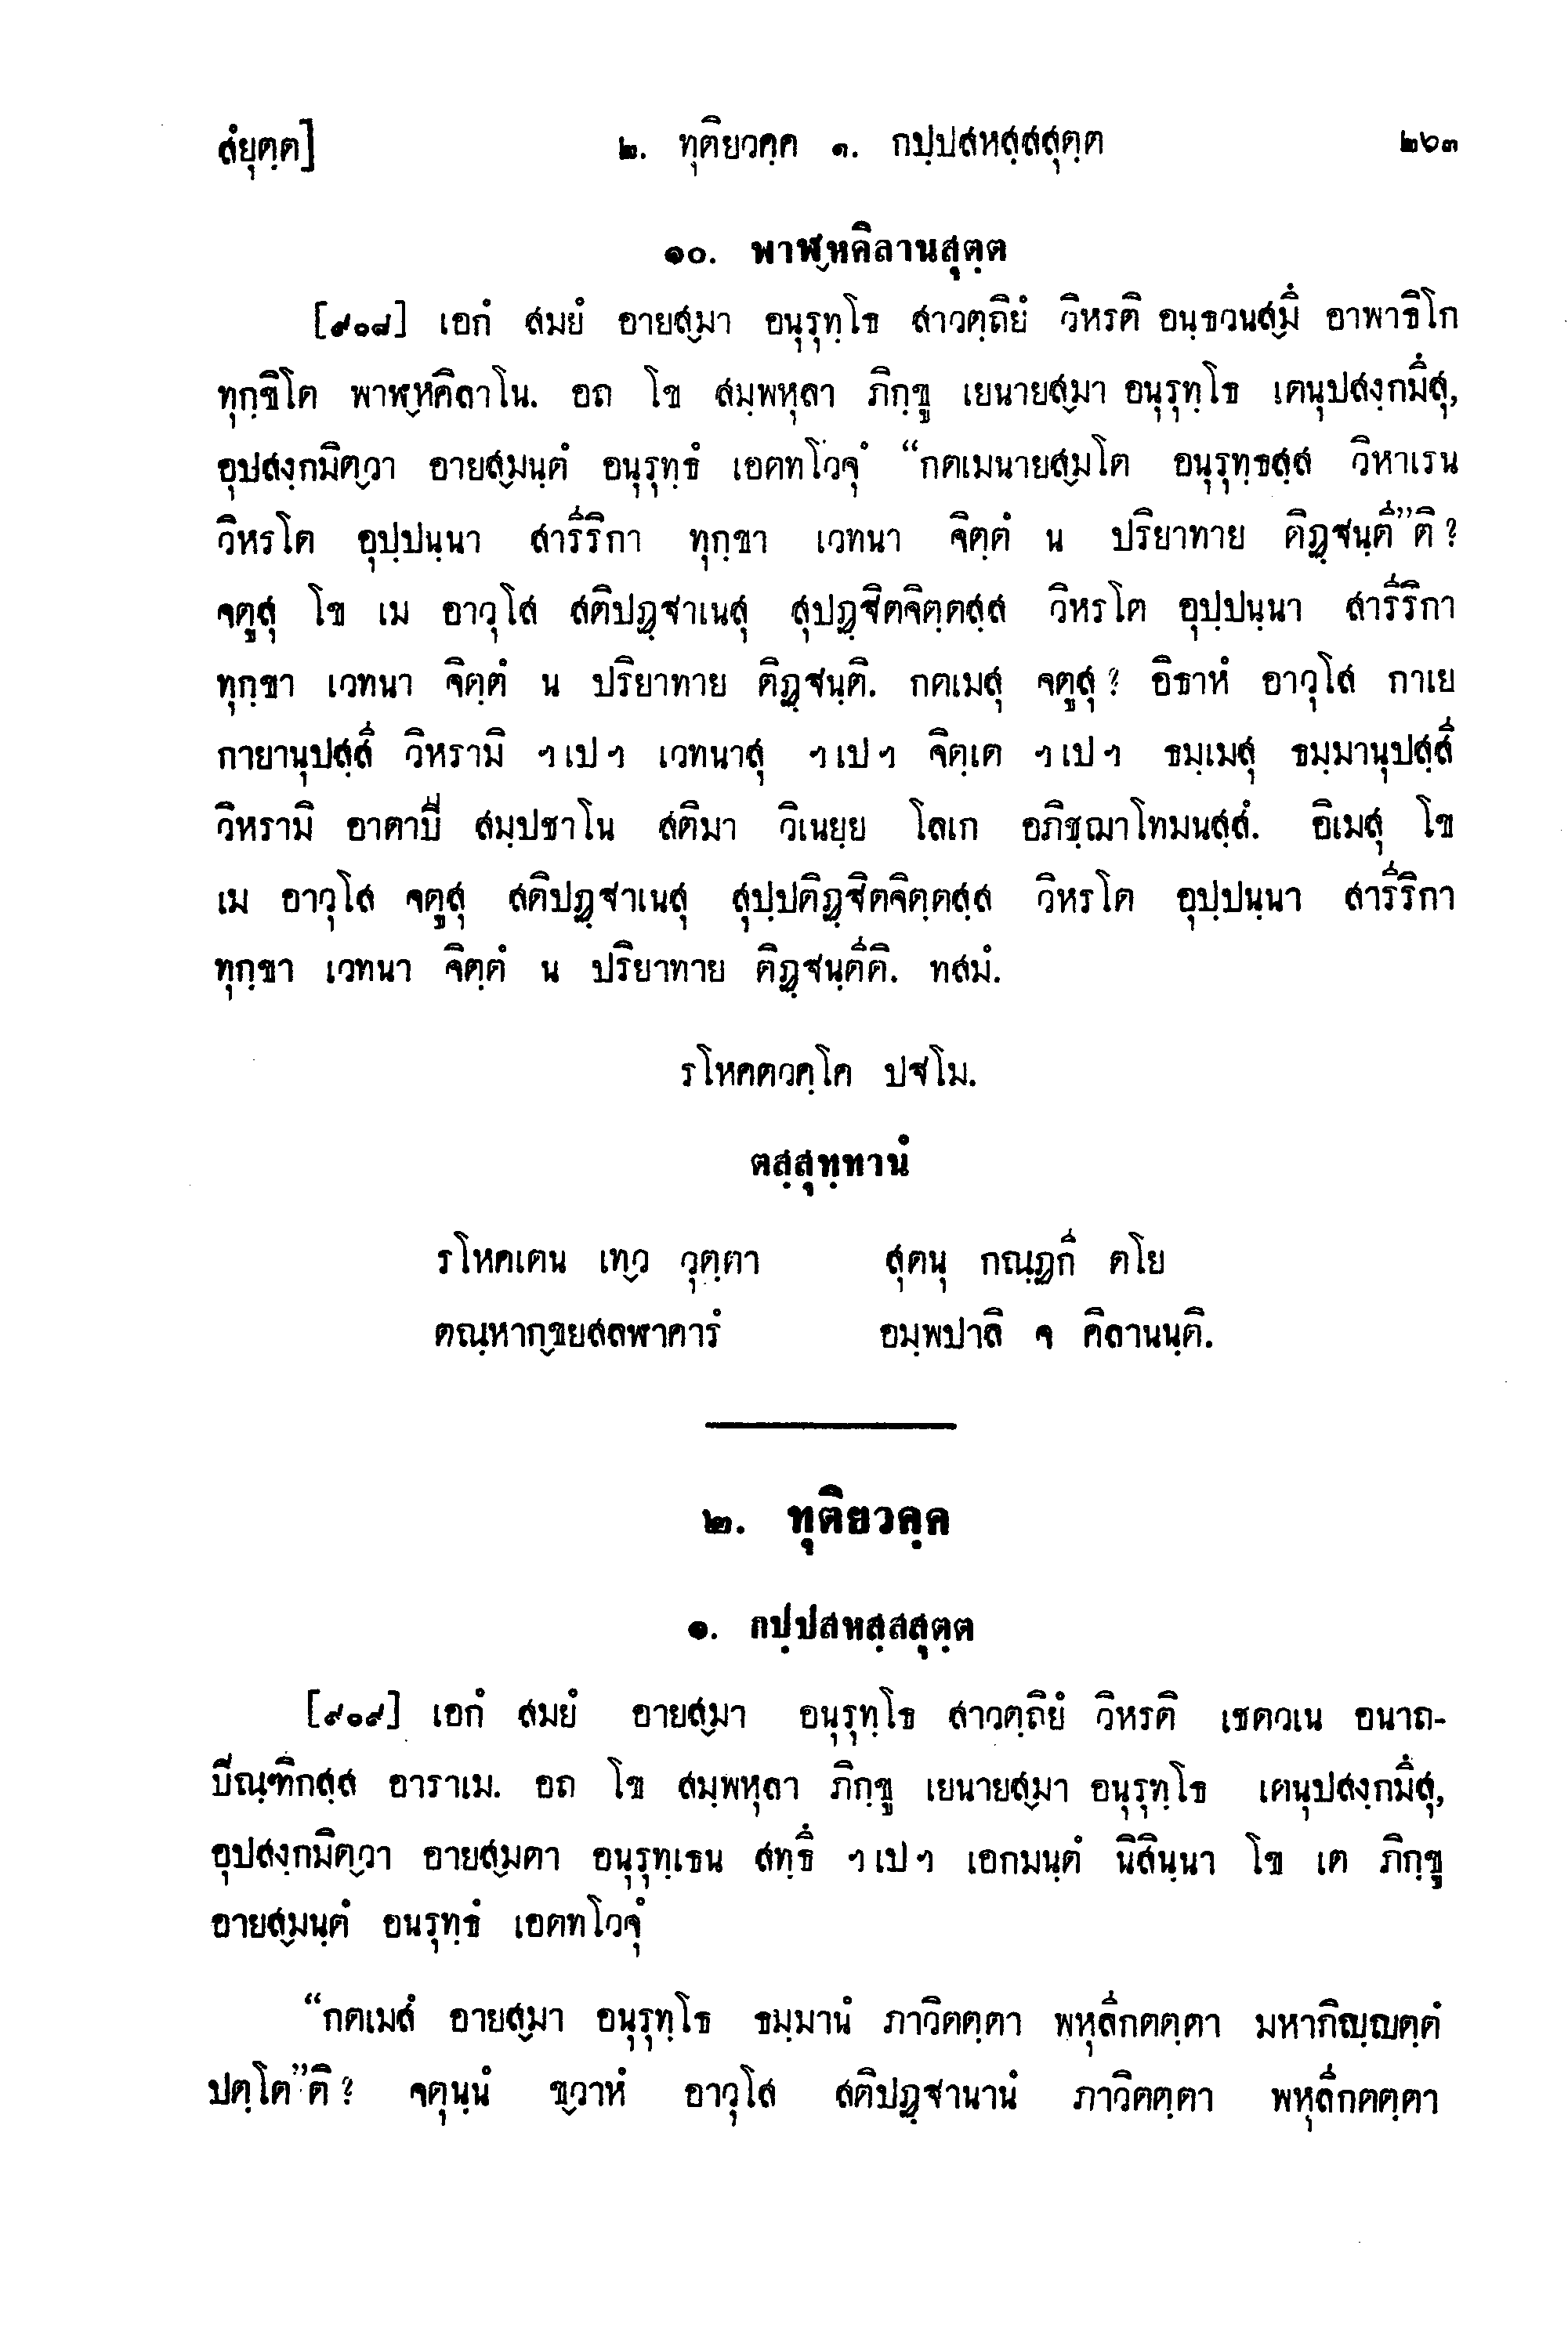 สํยุตฺต]	๒. ทุติยวคฺค ๑. กปฺปสหสฺสสุตฺต	๒๖๓
๑๐. พาฬฺหคิลานสุตฺต
[๙๐๘] เอกํ สมยํ อายสฺมา อนุรุทฺโธ สาวตฺถิยํ วิหรติ อนฺธวนสฺมึ อาพาธิโก
ทุกฺขิโต พาฬฺหคิลาโน. อถ โข สมฺพหุลา ภิกฺขู เยนายสฺมา อนุรุทฺโธ เตนุปสงฺกมึสุ,
อุปสงฺกมิตฺวา อายสฺมนฺตํ อนุรุทฺธํ เอตทโวจุํ “กตเมนายสฺมโต อนุรุทฺธสฺส วิหาเรน
วิหรโต อุปฺปนฺนา สารีริกา ทุกฺขา เวทนา จิตฺตํ น ปริยาทาย ติฏฺฐนฺตี”ติ ?
จตูสุ โข เม อาวุโส สติปฏฺฐาเนสุ สุปฏฺฐิตจิตฺตสฺส วิหรโต อุปฺปนฺนา สารีริกา
ทุกฺขา เวทนา จิตฺตํ น ปริยาทาย ติฏฺฐนฺติ. กตเมสุ จตูสุ ? อิธาหํ อาวุโส กาเย
กายานุปสฺสี วิหรามิ ฯ เป ฯ เวทนาสุ ฯ เป ฯ จิตฺเต ฯ เป ฯ ธมฺเมสุ ธมฺมานุปสฺสี
วิหรามิ อาตาปี สมฺปชาโน สติมา วิเนยฺย โลเก อภิชฺฌาโทมนสฺสํ. อิเมสุ โข
เม อาวุโส จตูสุ สติปฏฺฐาเนสุ สุปฺปติฏฺฐิตจิตฺตสฺส วิหรโต อุปฺปนฺนา สารีริกา
ทุกฺขา เวทนา จิตฺตํ น ปริยาทาย ติฏฺฐนฺตีติ. ทสมํ.
รโหคตวคฺโค ปฐโม.
ตสฺสุทฺทานํ
รโหคเตน เทฺว วุตฺตา	สุตนุ กณฺฏกี ตโย
ตณฺหากฺขยสลฬาคารํ	อมฺพปาลิ จ คิลานนฺติ.
๒. ทุติยวคฺค
๑. กปฺปสหสฺสสุตฺต
[๙๐๙] เอกํ สมยํ อายสฺมา อนุรุทฺโธ สาวตฺถิยํ วิหรติ เชตวเน อนาถ-
ปิณฺฑิกสฺส อาราเม. อถ โข สมฺพหุลา ภิกฺขู เยนายสฺมา อนุรุทฺโธ เตนุปสงฺกมึสุ,
อุปสงฺกมิตฺวา อายสฺมตา อนุรุทฺเธน สทฺธึ ฯ เป ฯ เอกมนฺตํ นิสินฺนา โข เต ภิกฺขู
อายสฺมนฺตํ อนรุทฺธํ เอตทโวจุํ
“กตเมสํ อายสฺมา อนุรุทฺโธ ธมฺมานํ ภาวิตตฺตา พหุลีกตตฺตา มหาภิญฺญตฺตํ
ปตฺโต”ติ ? จตุนฺนํ ขฺวาหํ อาวุโส สติปฏฺฐานานํ ภาวิตตฺตา พหุลีกตตฺตา